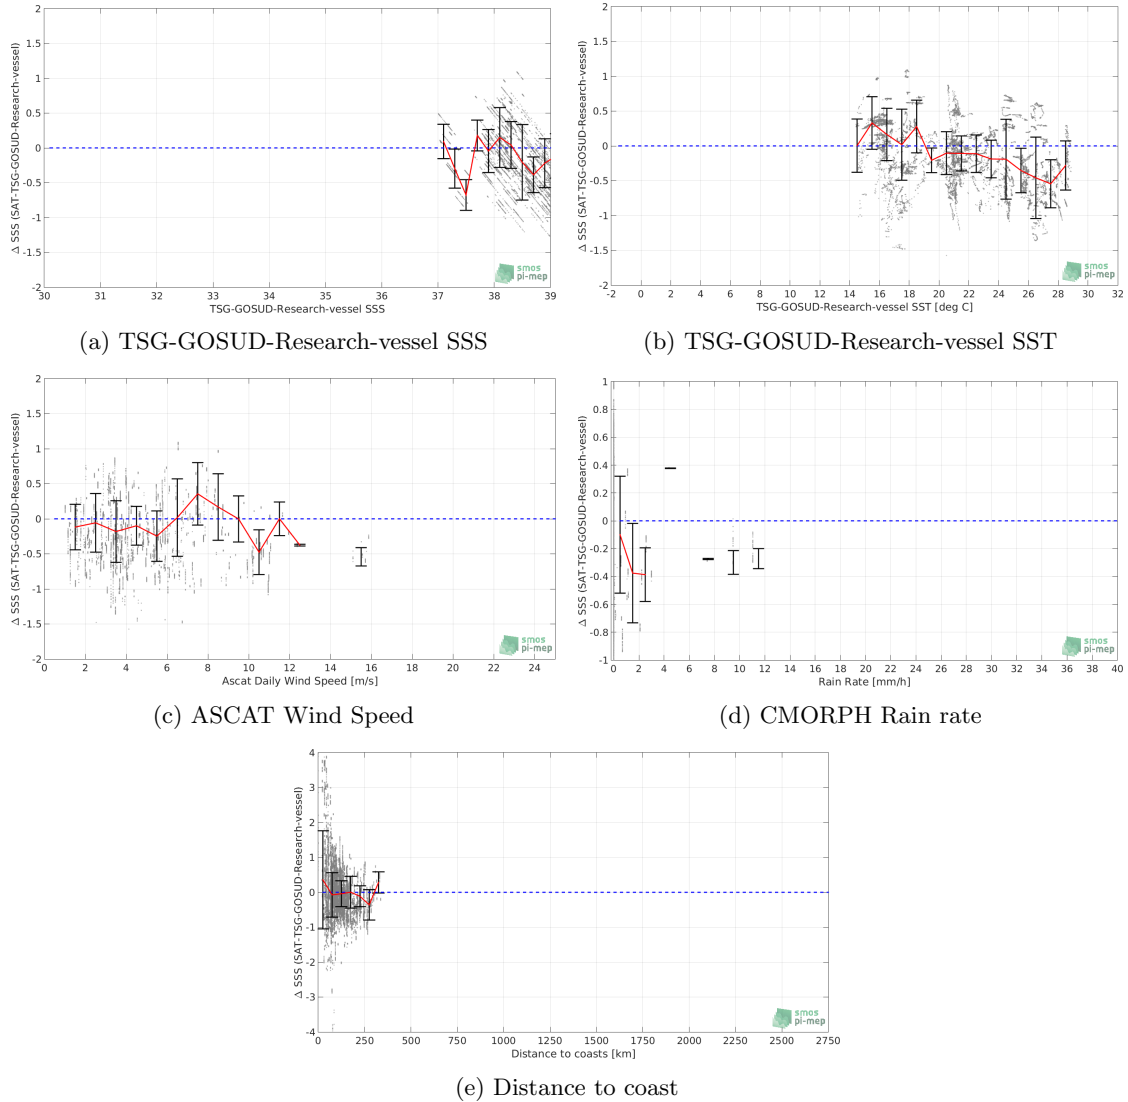 Δ SSS (SAT-TSG-GOSUD-Research-vessel)
2
1.5
1
0.5
0
-0.5
-1
-1.5
-2
30 31 32 33 34 35 36 37 38 39
TSG-GOSUD-Research-vessel SSS
smos
pi-mep
(a) TSG-GOSUD-Research-vessel SSS
Δ SSS (SAT-TSG-GOSUD-Research-vessel)
2
1.5
1
0.5
0
-0.5
-1
-1.5
-2
-2 0 2 4 6 8 10 12 14 16 18 20 22 24 26 28 30 32
TSG-GOSUD-Research-vessel SST [deg C]
smos
pi-mep
(b) TSG-GOSUD-Research-vessel SST
Δ SSS (SAT-TSG-GOSUD-Research-vessel)
2
1.5
1
0.5
0
-0.5
-1
-1.5
-2
0 2 4 6 8 10 12 14 16 18 20 22 24
Ascat Daily Wind Speed [m/s]
smos
pi-mep
(c) ASCAT Wind Speed
Δ SSS (SAT-TSG-GOSUD-Research-vessel)
1
0.8
0.6
0.4
0.2
0
-0.2
-0.4
-0.6
-0.8
-1
0 2 4 6 8 10 12 14 16 18 20 22 24 26 28 30 32 34 36 38 40
Rain Rate [mm/h]
smos
pi-mep
(d) CMORPH Rain rate
Δ SSS (SAT-TSG-GOSUD-Research-vessel)
4
3
2
1
0
-1
-2
-3
-4
0 250 500 750 1000 1250 1500 1750 2000 2250 2500 2750
Distance to coasts [km]
smos
pi-mep
(e) Distance to coast